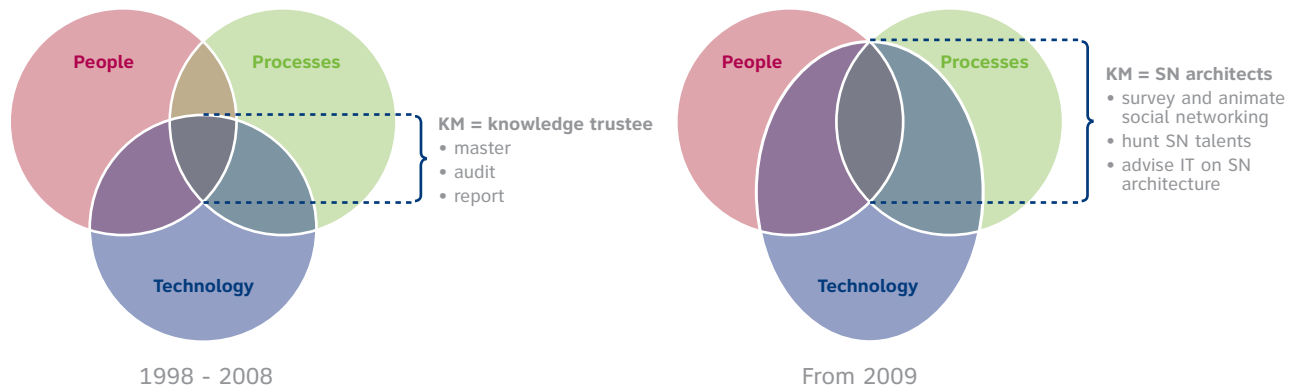 People
Processes
KM = knowledge trustee
• master
• audit
• report
Technology
1998 - 2008
People
Processes
KM = SN architects
• survey and animate
social networking
• hunt SN talents
• advise IT on SN
architecture
Technology
From 2009